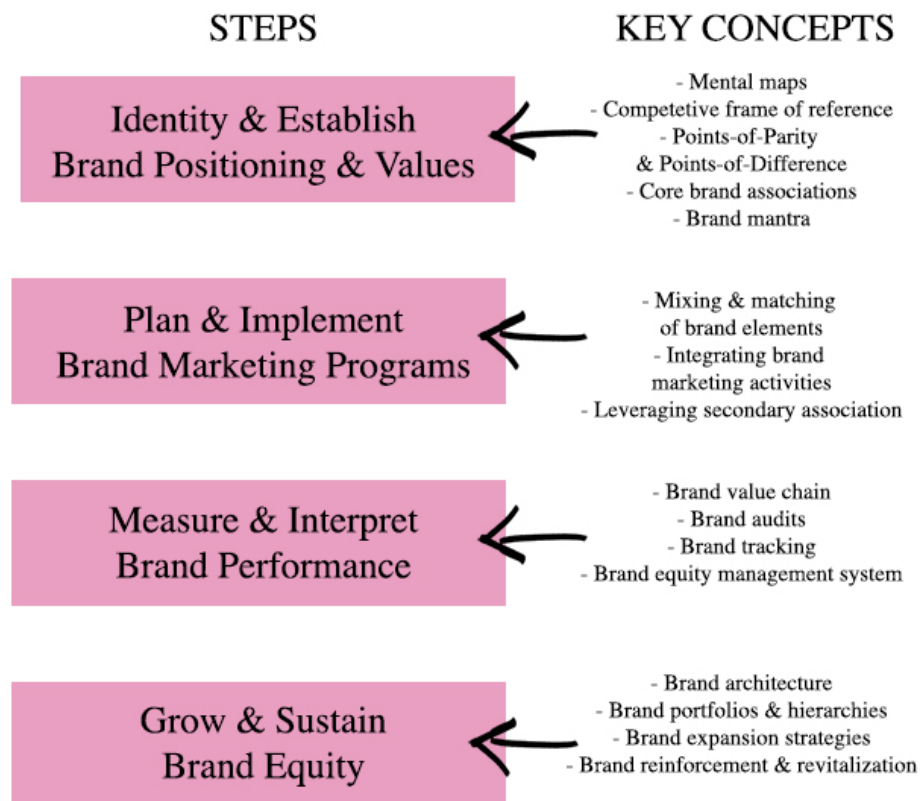 STEPS
KEY CONCEPTS
Identity & Establish
Brand Positioning & Values
- Mental maps
- Competetive frame of reference
- Points-of-Parity
& Points-of-Difference
- Core brand associations
- Brand mantra
Plan & Implement
Brand Marketing Programs
- Mixing & matching
of brand elements
- Integrating brand
marketing activities
- Leveraging secondary association
Measure & Interpret
Brand Performance
- Brand value chain
- Brand audits
- Brand tracking
- Brand equity management system
Grow & Sustain
Brand Equity
- Brand architecture
- Brand portfolios & hierarchies
- Brand expansion strategies
- Brand reinforcement & revitalization